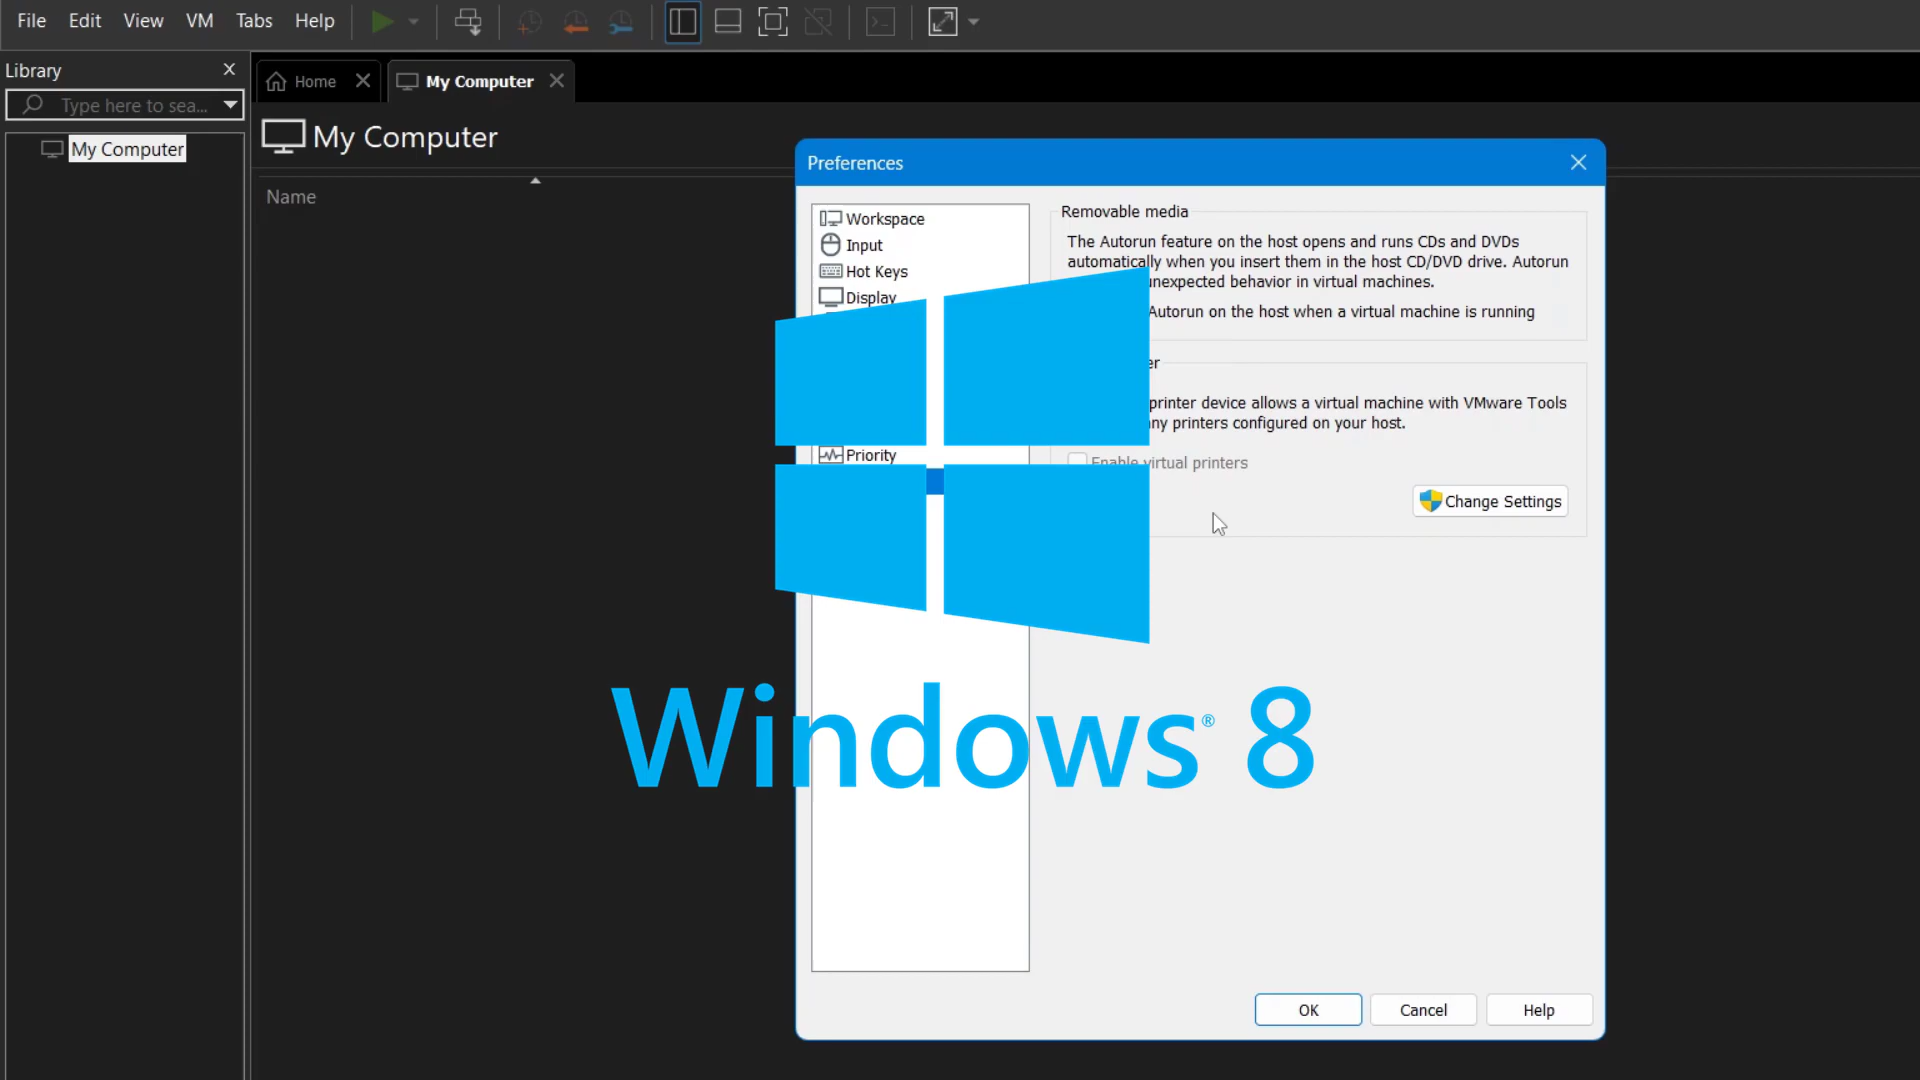 File Edit View VM Tabs Help
Library
Type here to sea...
My Computer
Home
My Computer
My Computer
Name
Preferences
Workspace
Input
Hot Keys
Display
Priority
Removable media
The Autorun feature on the host opens and runs CDs and DVDs
automatically when you insert them in the host CD/DVD drive. Autorun
unexpected behavior in virtual machines.
Autorun on the host when a virtual machine is running
printer device allows a virtual machine with VMware Tools
printers configured on your host.
Enable virtual printers
Change Settings
Windows® 8
OK Cancel Help